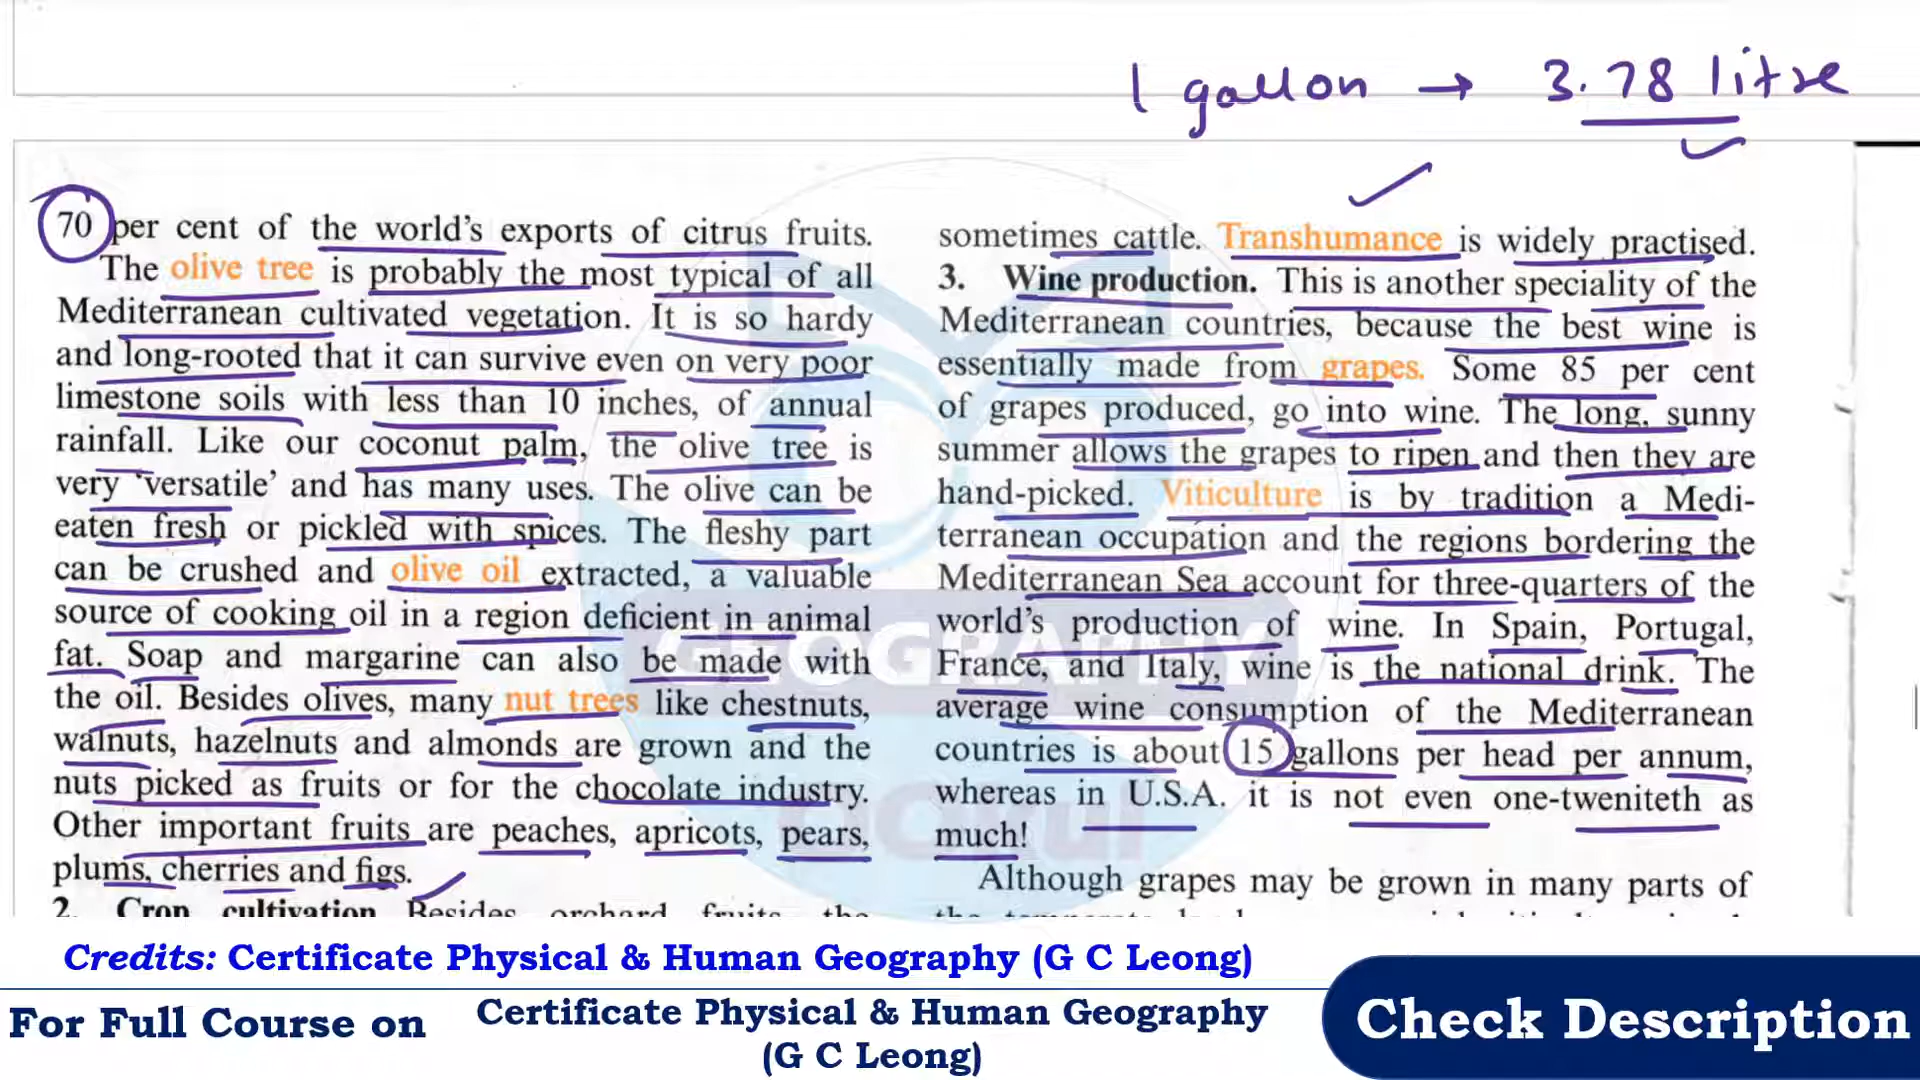 1 gallon → 3.78 litre
70 per cent of the world's exports of citrus fruits.
The olive tree is probably the most typical of all
Mediterranean cultivated vegetation. It is so hardy
and long-rooted that it can survive even on very poor
limestone soils with less than 10 inches, of annual
rainfall. Like our coconut palm, the olive tree is
very 'versatile' and has many uses. The olive can be
eaten fresh or pickled with spices. The fleshy part
can be crushed and olive oil extracted, a valuable
source of cooking oil in a region deficient in animal
fat. Soap and margarine can also be made with
the oil. Besides olives, many nut trees like chestnuts,
walnuts, hazelnuts and almonds are grown and the
nuts picked as fruits or for the chocolate industry.
Other important fruits are peaches, apricots, pears,
plums, cherries and figs.
2. Crop cultivation Besides orchard fruits the
sometimes cattle. Transhumance is widely practised.
3. Wine production. This is another speciality of the
Mediterranean countries, because the best wine is
essentially made from grapes. Some 85 per cent
of grapes produced, go into wine. The long, sunny
summer allows the grapes to ripen and then they are
hand-picked. Viticulture is by tradition a Medi-
terranean occupation and the regions bordering the
Mediterranean Sea account for three-quarters of the
world's production of wine. In Spain, Portugal,
France, and Italy, wine is the national drink. The
average wine consumption of the Mediterranean
countries is about 15 gallons per head per annum,
whereas in U.S.A. it is not even one-tweniteth as
much!
Although grapes may be grown in many parts of
GEOGRAPHY
Credits: Certificate Physical & Human Geography (G C Leong)
For Full Course on
Certificate Physical & Human Geography
(G C Leong)
Check Description